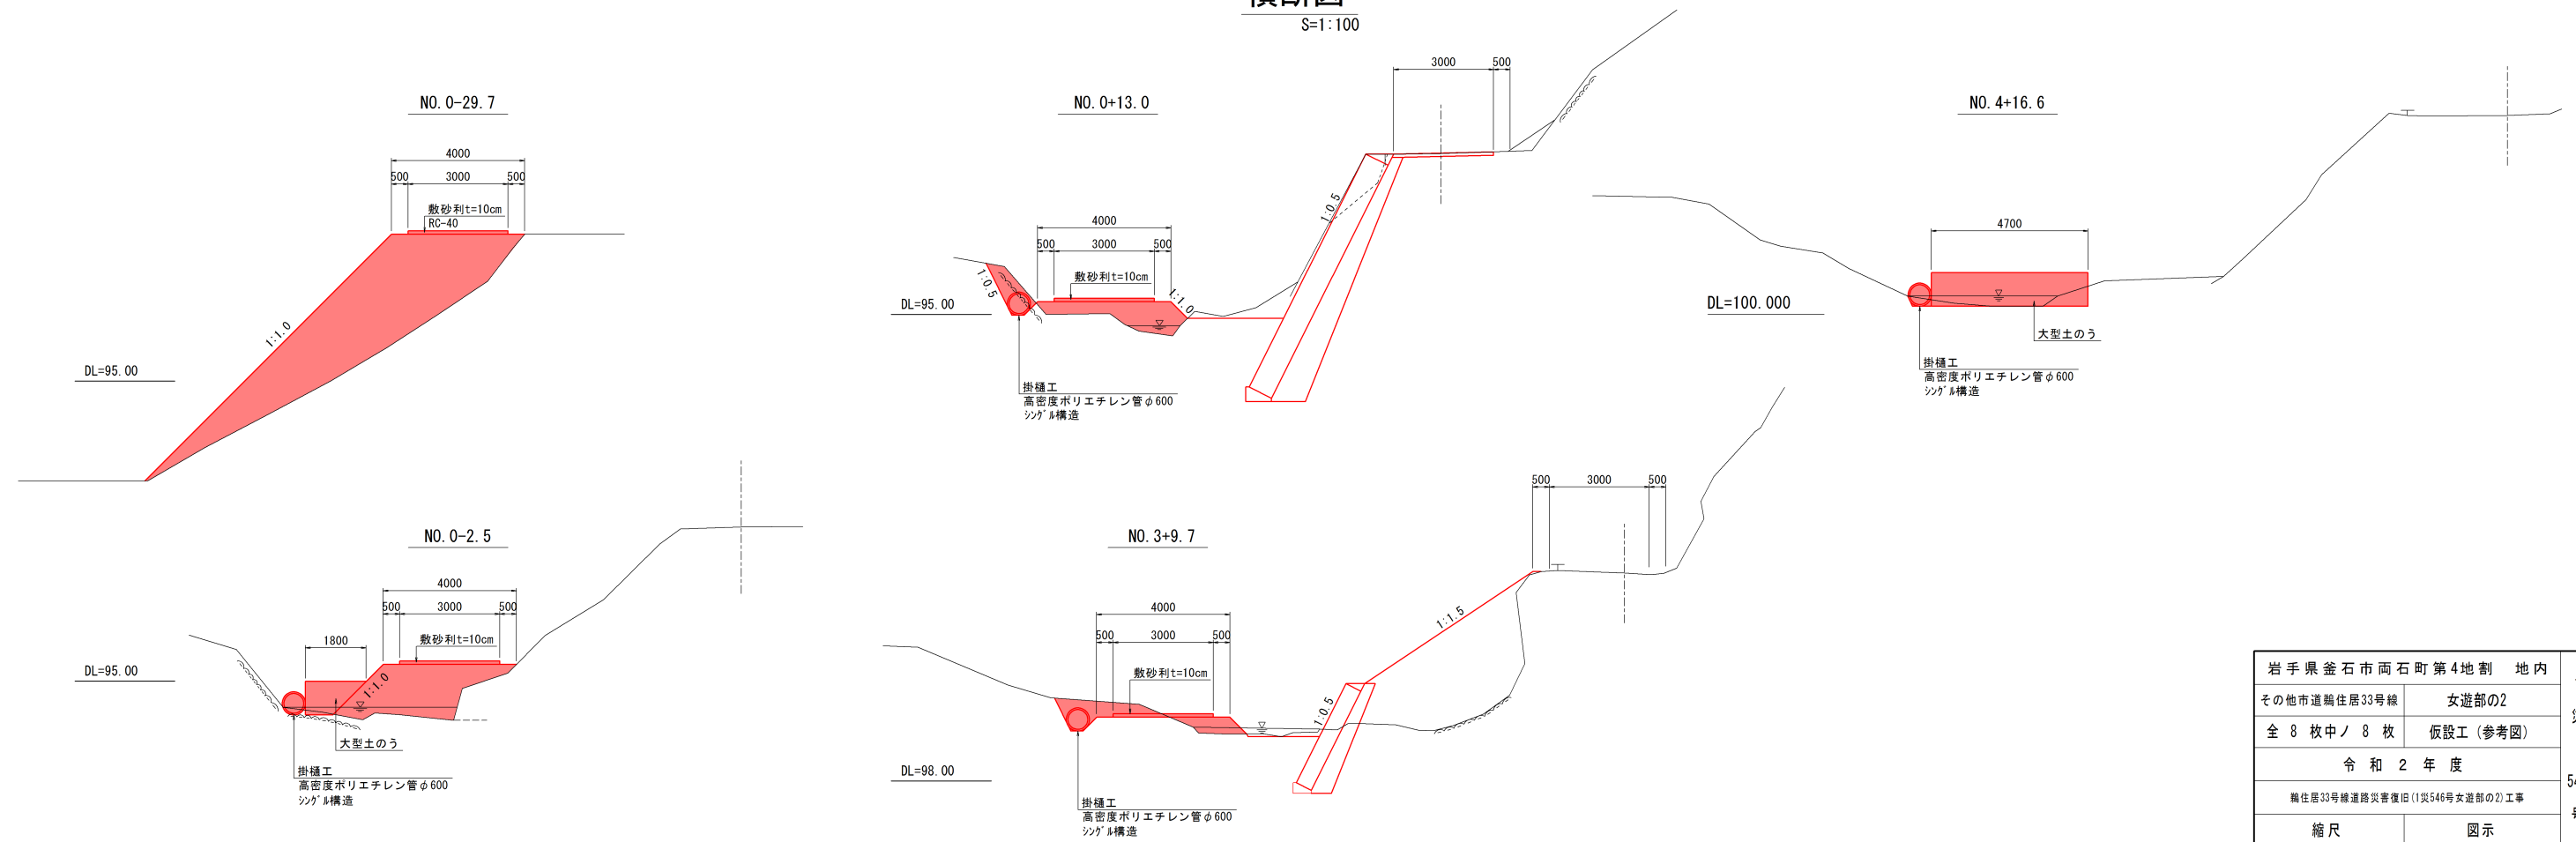 横断図
S=1:100
NO.0-29.7
4000
500 3000 500
敷砂利t=10cm
RC-40
1:1.0
DL=95.00
NO.0+13.0
3000 500
1:0.5
4000
500 3000 500
敷砂利t=10cm
1:0.5
1:1.0
DL=95.00
掛樋工
高密度ポリエチレン管φ600
ｼﾝｸﾞﾙ構造
NO.4+16.6
4700
DL=100.000
大型土のう
掛樋工
高密度ポリエチレン管φ600
ｼﾝｸﾞﾙ構造
NO.0-2.5
4000
500 3000 500
1800
敷砂利t=10cm
1:1.0
DL=95.00
大型土のう
掛樋工
高密度ポリエチレン管φ600
ｼﾝｸﾞﾙ構造
NO.3+9.7
500 3000 500
1:1.5
4000
500 3000 500
敷砂利t=10cm
1:0.5
DL=98.00
掛樋工
高密度ポリエチレン管φ600
ｼﾝｸﾞﾙ構造
岩手県釜石市両石町第4地割 地内
その他市道鵜住居33号線 女遊部の2
全 8 枚中ノ 8 枚 仮設工（参考図）
令和2年度
鵜住居33号線道路災害復旧(1災546号女遊部の2)工事
縮尺 図示